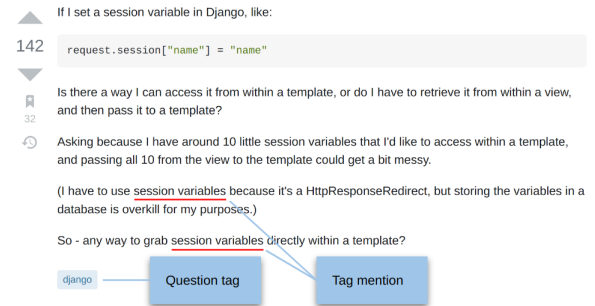 If I set a session variable in Django, like:
142
request.session["name"] = "name"
Is there a way I can access it from within a template, or do I have to retrieve it from within a view,
and then pass it to a template?
32
Asking because I have around 10 little session variables that I'd like to access within a template,
and passing all 10 from the view to the template could get a bit messy.
(I have to use session variables because it's a HttpResponseRedirect, but storing the variables in a
database is overkill for my purposes.)
So - any way to grab session variables directly within a template?
django
Question tag
Tag mention